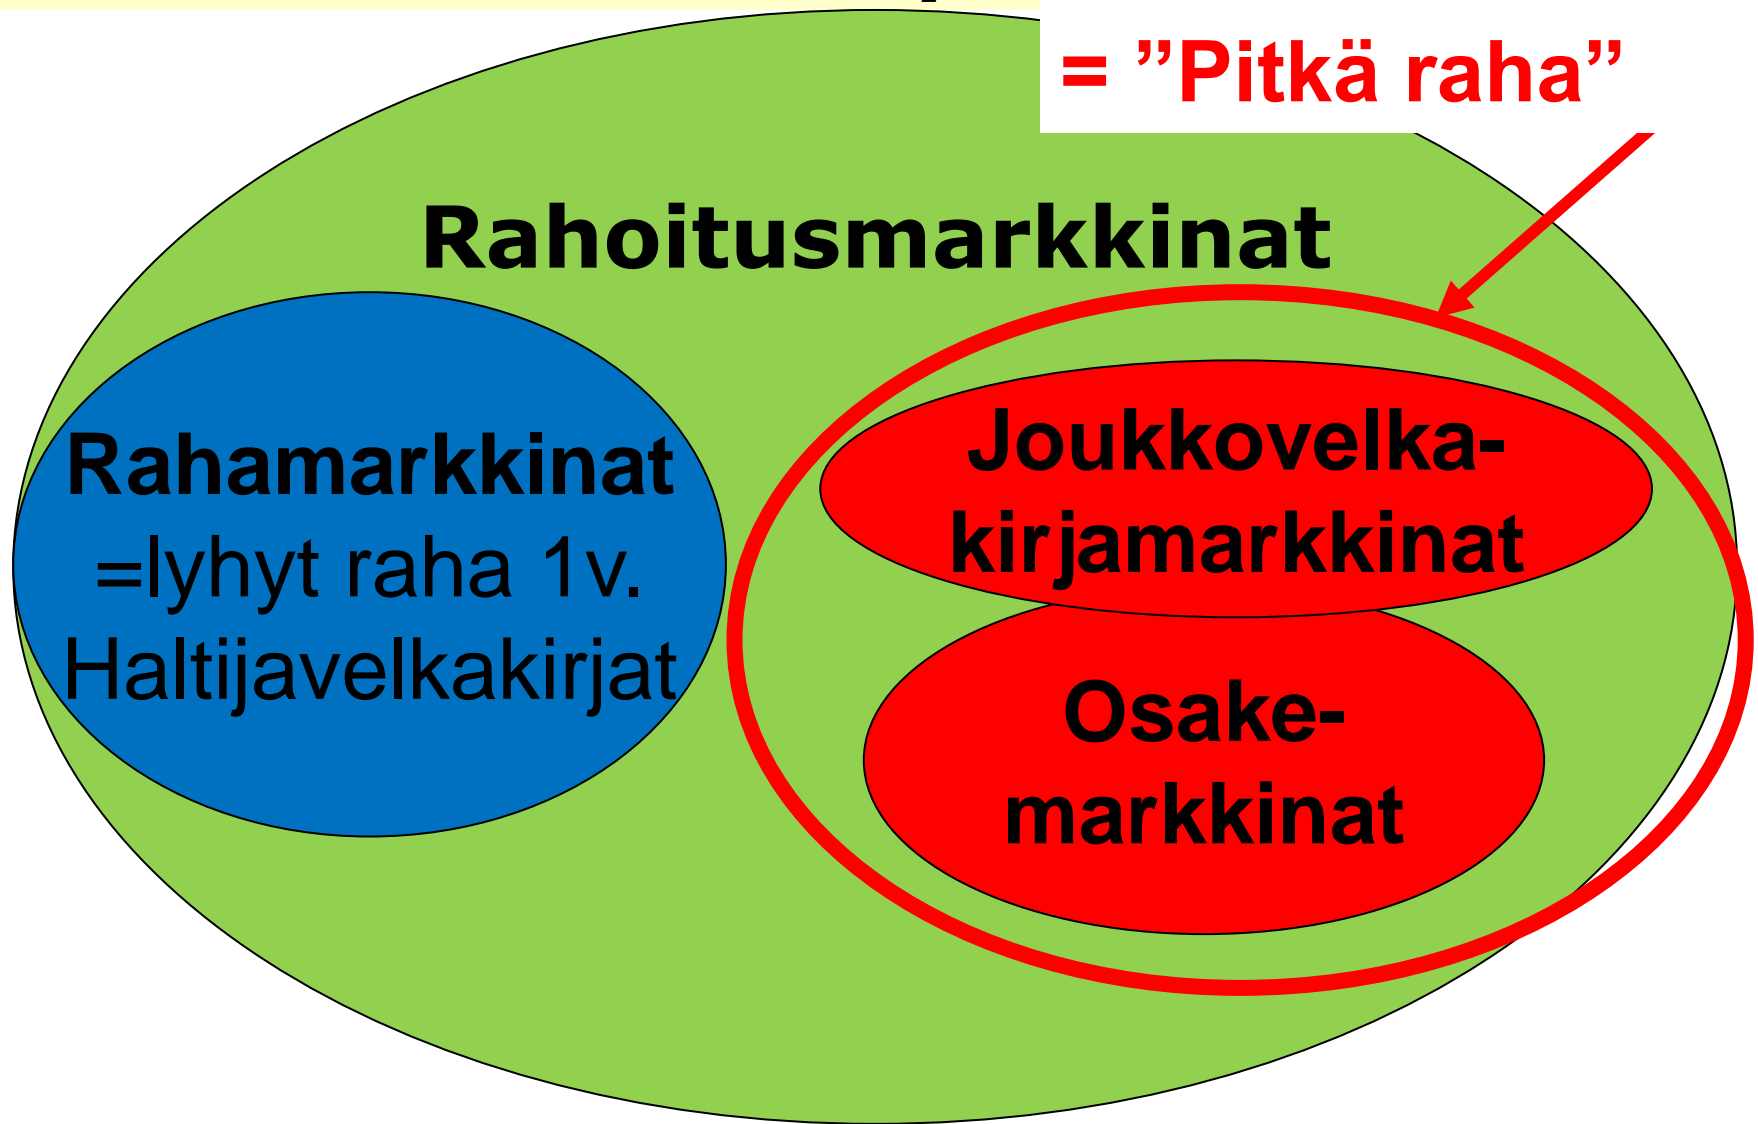 = ”Pitkä raha”
Rahoitusmarkkinat
Rahamarkkinat
=lyhyt raha 1v.
Haltijavelkakirjat
Joukkovelka-
kirjamarkkinat
Osake-
markkinat